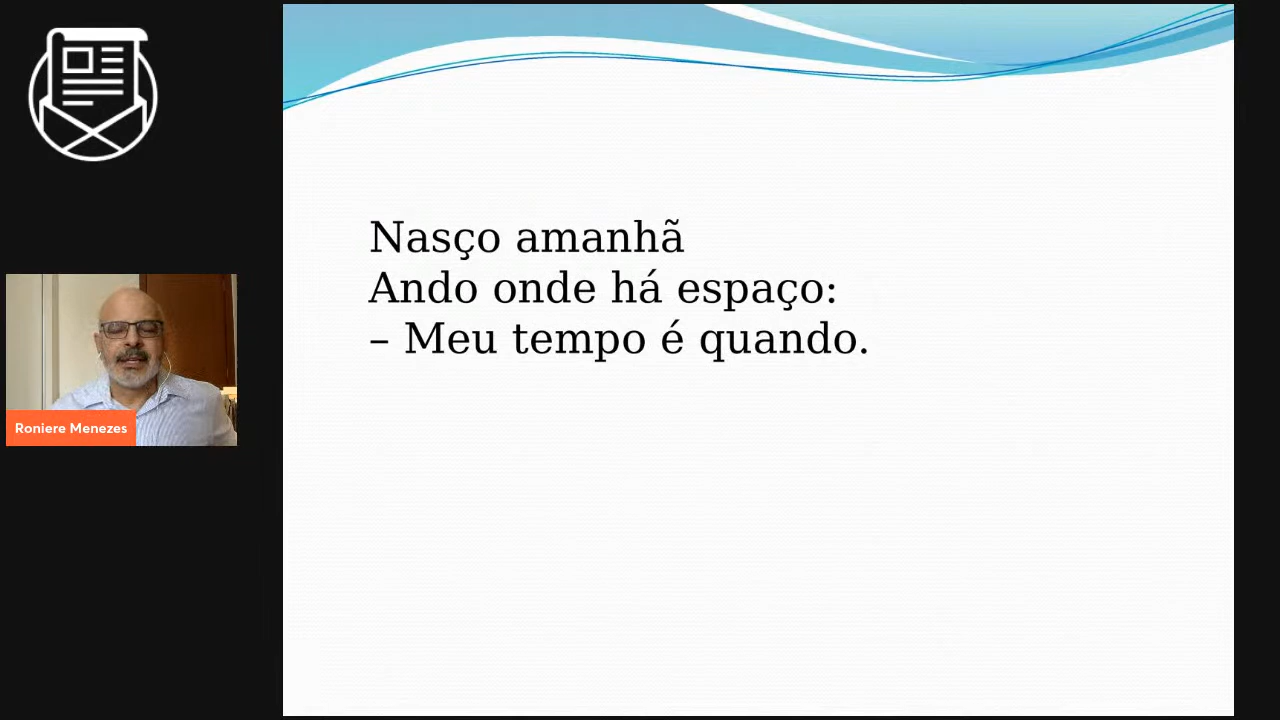 Nasço amanhã
Ando onde há espaço:
– Meu tempo é quando.
Roniere Menezes